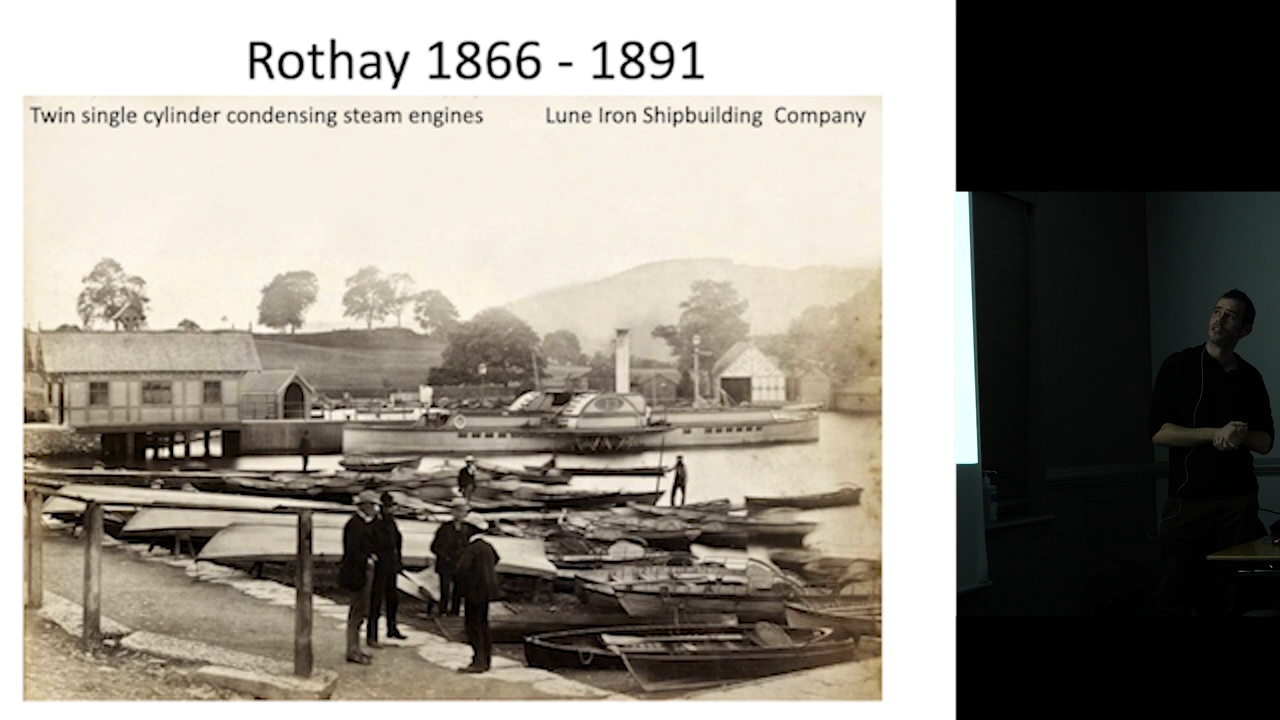 Rothay 1866 - 1891
Twin single cylinder condensing steam engines
Lune Iron Shipbuilding Company